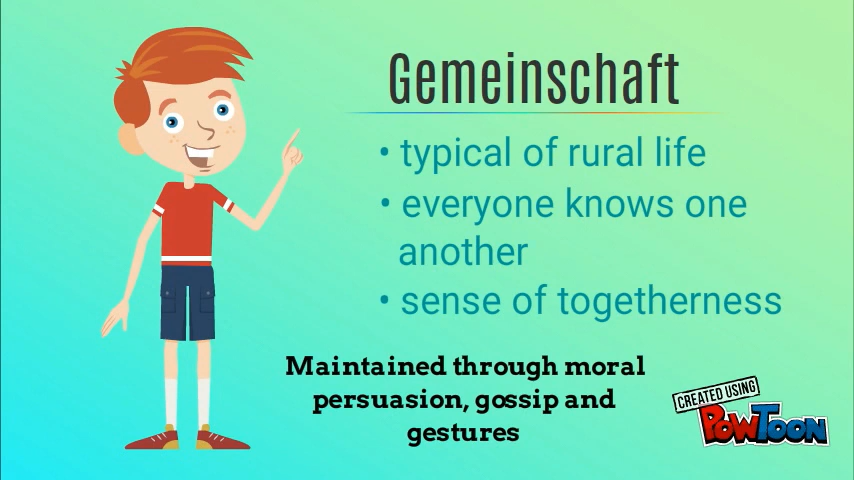 Gemeinschaft
• typical of rural life
• everyone knows one
another
• sense of togetherness
Maintained through moral
persuasion, gossip and
gestures
CREATED USING
POWTOON